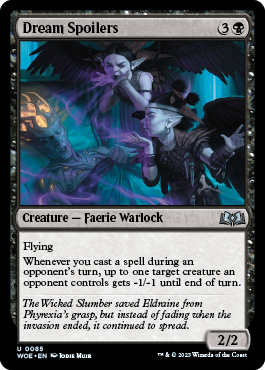 Dream Spoilers 3
Creature — Faerie Warlock
Flying
Whenever you cast a spell during an
opponent's turn, up to one target creature an
opponent controls gets -1/-1 until end of turn.
The Wicked Slumber saved Eldraine from
Phyrexia's grasp, but instead of fading when the
invasion ended, it continued to spread.
2/2
U 0085
WOE • EN Jodie Muir
™ & © 2023 Wizards of the Coast